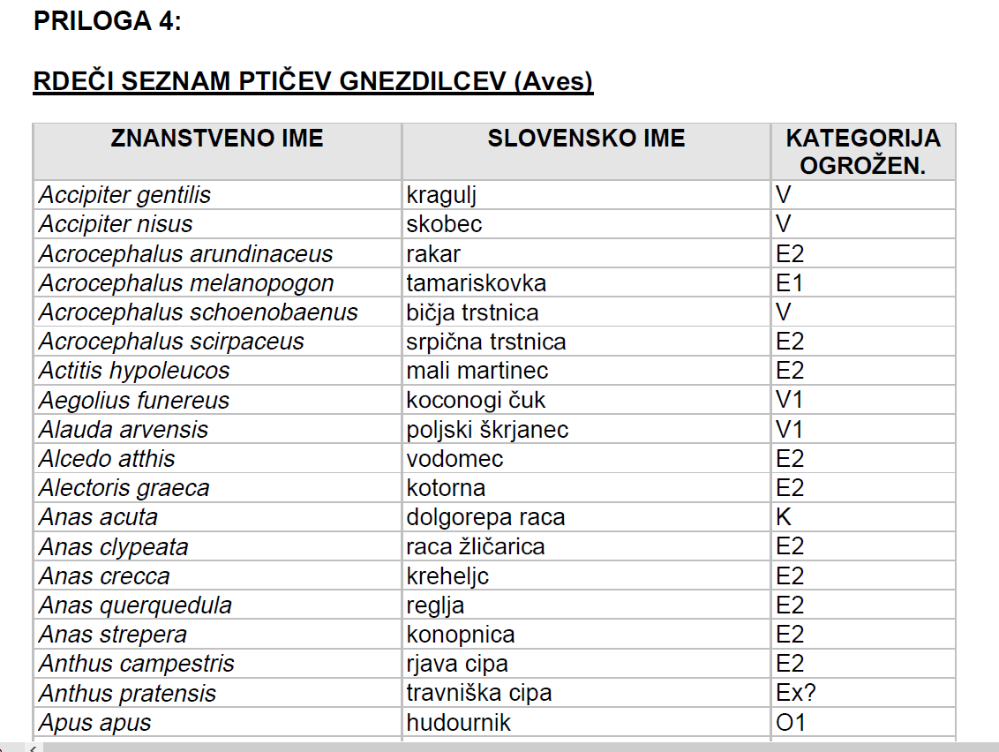 PRILOGA 4:
RDEČI SEZNAM PTIČEV GNEZDILCEV (Aves)
ZNANSTVENO IME SLOVENSKO IME KATEGORIJA
OGROŽEN.
Accipiter gentilis kragulj V
Accipiter nisus skobec V
Acrocephalus arundinaceus rakar E2
Acrocephalus melanopogon tamariskovka E1
Acrocephalus schoenobaenus bičja trstnica V
Acrocephalus scirpaceus srpična trstnica E2
Actitis hypoleucos mali martinec E2
Aegolius funereus koconogi čuk V1
Alauda arvensis poljski škrjanec V1
Alcedo atthis vodomec E2
Alectoris graeca kotorna E2
Anas acuta dolgorepa raca K
Anas clypeata raca žličarica E2
Anas crecca kreheljc E2
Anas querquedula reglja E2
Anas strepera konopnica E2
Anthus campestris rjava cipa E2
Anthus pratensis travniška cipa Ex?
Apus apus hudournik O1